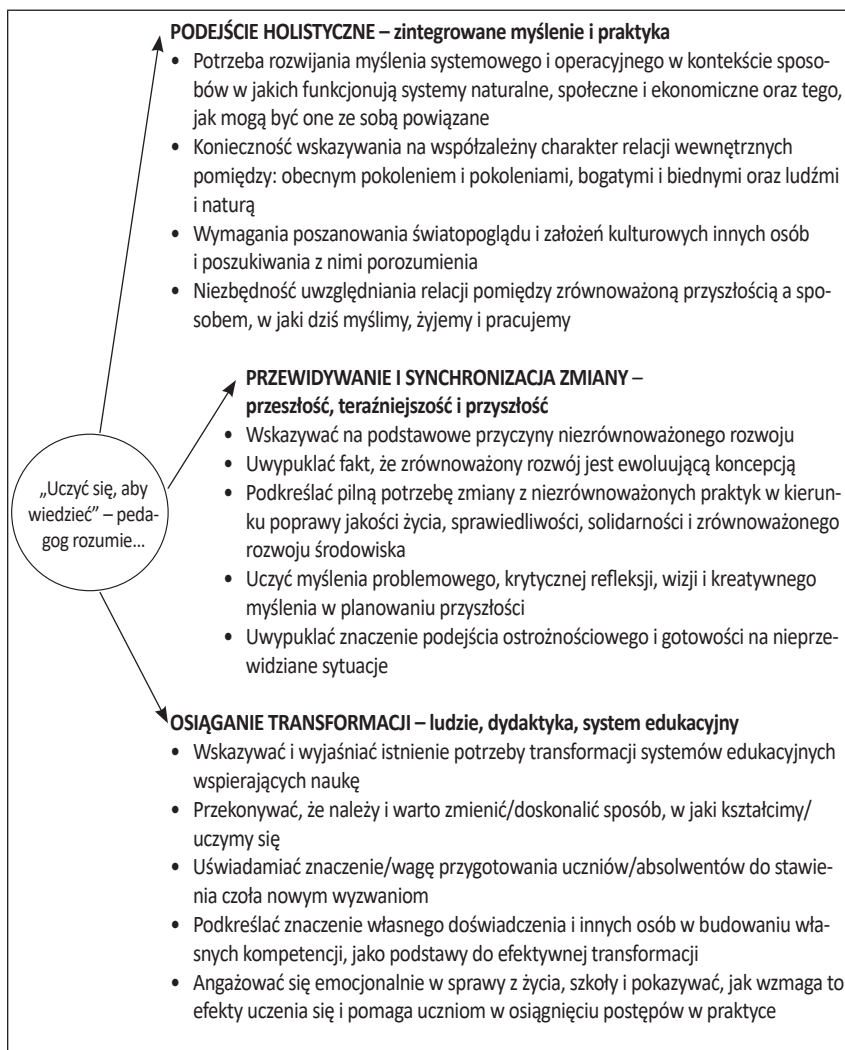 PODEJŚCIE HOLISTYCZNE – zintegrowane myślenie i praktyka
• Potrzeba rozwijania myślenia systemowego i operacyjnego w kontekście sposo-
bów w jakich funkcjonują systemy naturalne, społeczne i ekonomiczne oraz tego,
jak mogą być one ze sobą powiązane
• Konieczność wskazywania na współzależny charakter relacji wewnętrznych
pomiędzy: obecnym pokoleniem i pokoleniami, bogatymi i biednymi oraz ludźmi
i naturą
• Wymagania poszanowania światopoglądu i założeń kulturowych innych osób
i poszukiwania z nimi porozumienia
• Niezbędność uwzględniania relacji pomiędzy zrównoważoną przyszłością a spo-
sobem, w jaki dziś myślimy, żyjemy i pracujemy
PRZEWIDYWANIE I SYNCHRONIZACJA ZMIANY –
przeszłość, teraźniejszość i przyszłość
• Wskazywać na podstawowe przyczyny niezrównoważonego rozwoju
• Uwypuklać fakt, że zrównoważony rozwój jest ewoluującą koncepcją
• Podkreślać pilną potrzebę zmiany z niezrównoważonych praktyk w kierun-
ku poprawy jakości życia, sprawiedliwości, solidarności i zrównoważonego
rozwoju środowiska
• Uczyć myślenia problemowego, krytycznej refleksji, wizji i kreatywnego
myślenia w planowaniu przyszłości
• Uwypuklać znaczenie podejścia ostrożnościowego i gotowości na nieprze-
widziane sytuacje
„Uczyć się, aby
wiedzieć” – peda-
gog rozumie...
OSIĄGANIE TRANSFORMACJI – ludzie, dydaktyka, system edukacyjny
• Wskazywać i wyjaśniać istnienie potrzeby transformacji systemów edukacyjnych
wspierających naukę
• Przekonywać, że należy i warto zmienić/doskonalić sposób, w jaki kształcimy/
uczymy się
• Uświadamiać znaczenie/wagę przygotowania uczniów/absolwentów do stawie-
nia czoła nowym wyzwaniom
• Podkreślać znaczenie własnego doświadczenia i innych osób w budowaniu wła-
snych kompetencji, jako podstawy do efektywnej transformacji
• Angażować się emocjonalnie w sprawy z życia, szkoły i pokazywać, jak wzmaga to
efekty uczenia się i pomaga uczniom w osiągnięciu postępów w praktyce